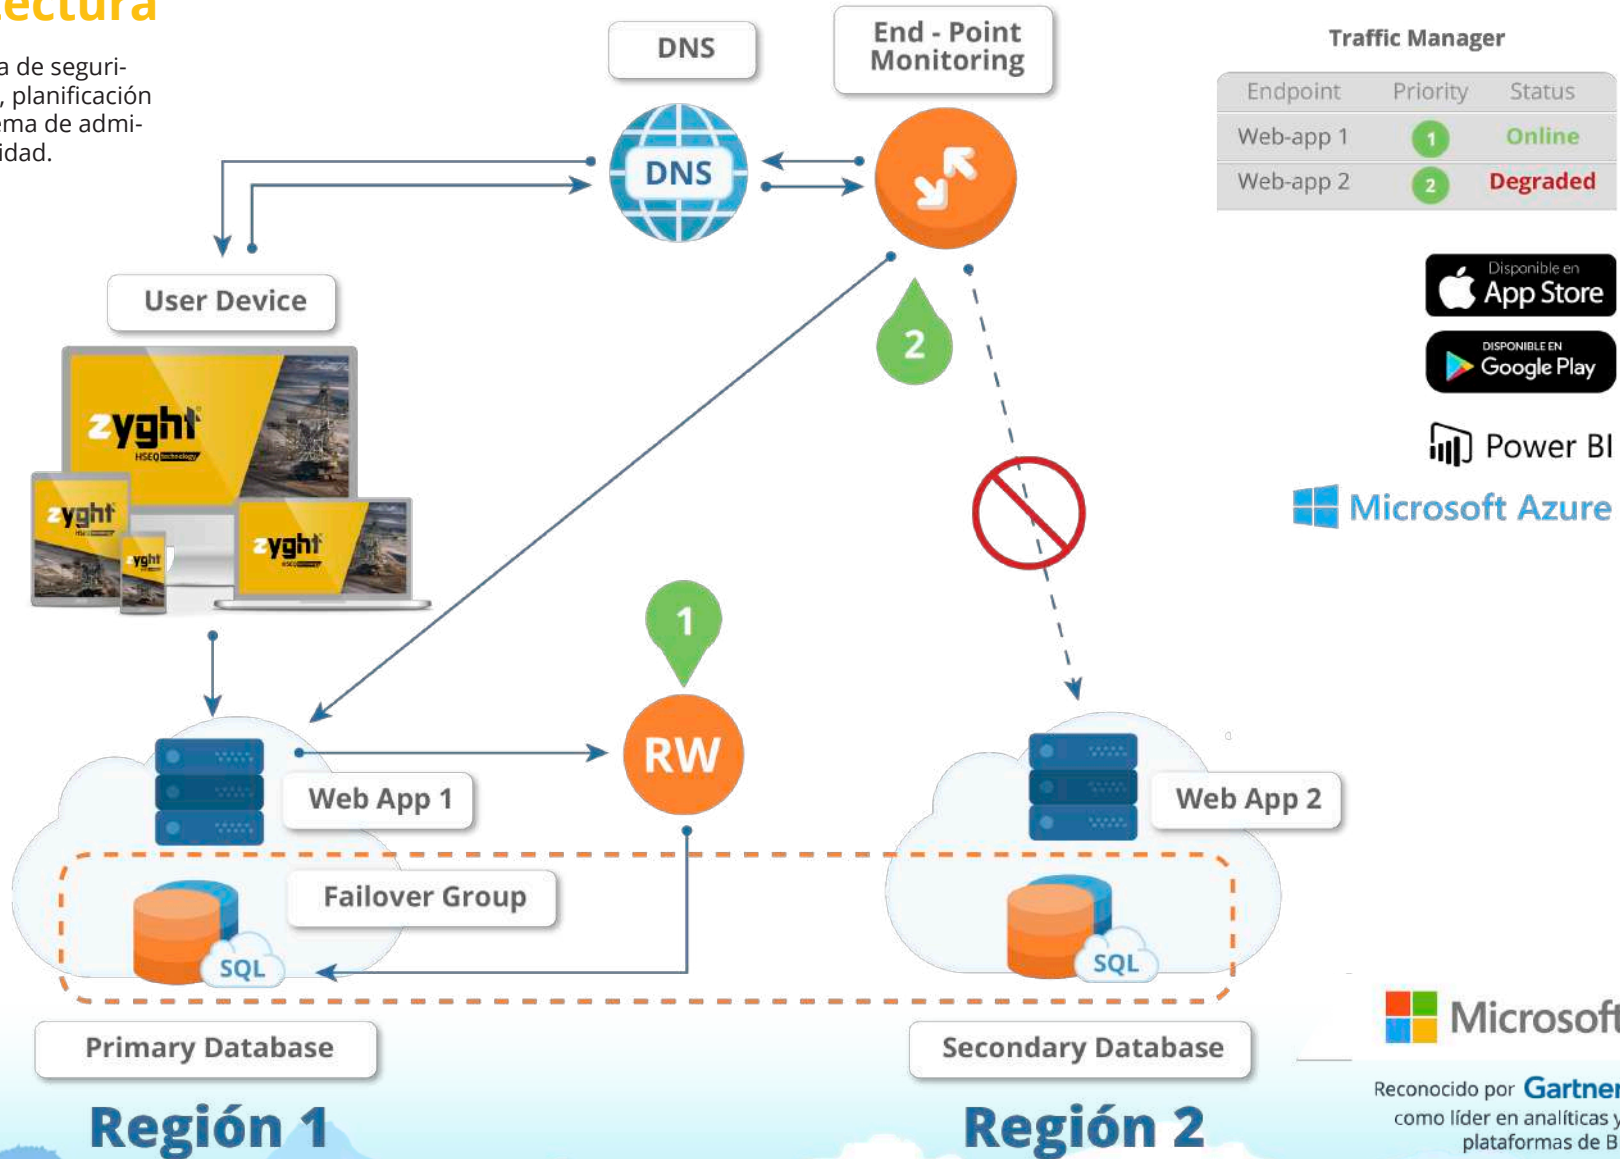 a de seguri-
, planificación
ema de admi-
idad.
DNS
End - Point
Monitoring
Traffic Manager
Endpoint Priority Status
Web-app 1 1 Online
Web-app 2 2 Degraded
DNS
User Device
Disponible en
App Store
DISPONIBLE EN
Google Play
Power BI
Microsoft Azure
2
zyght
HSEQ technology
zyght
zyght
zyght
1
RW
Web App 1
Web App 2
Failover Group
SQL
SQL
Primary Database
Secondary Database
Región 1
Región 2
Microsoft
Reconocido por Gartner
como líder en analíticas y
plataformas de B